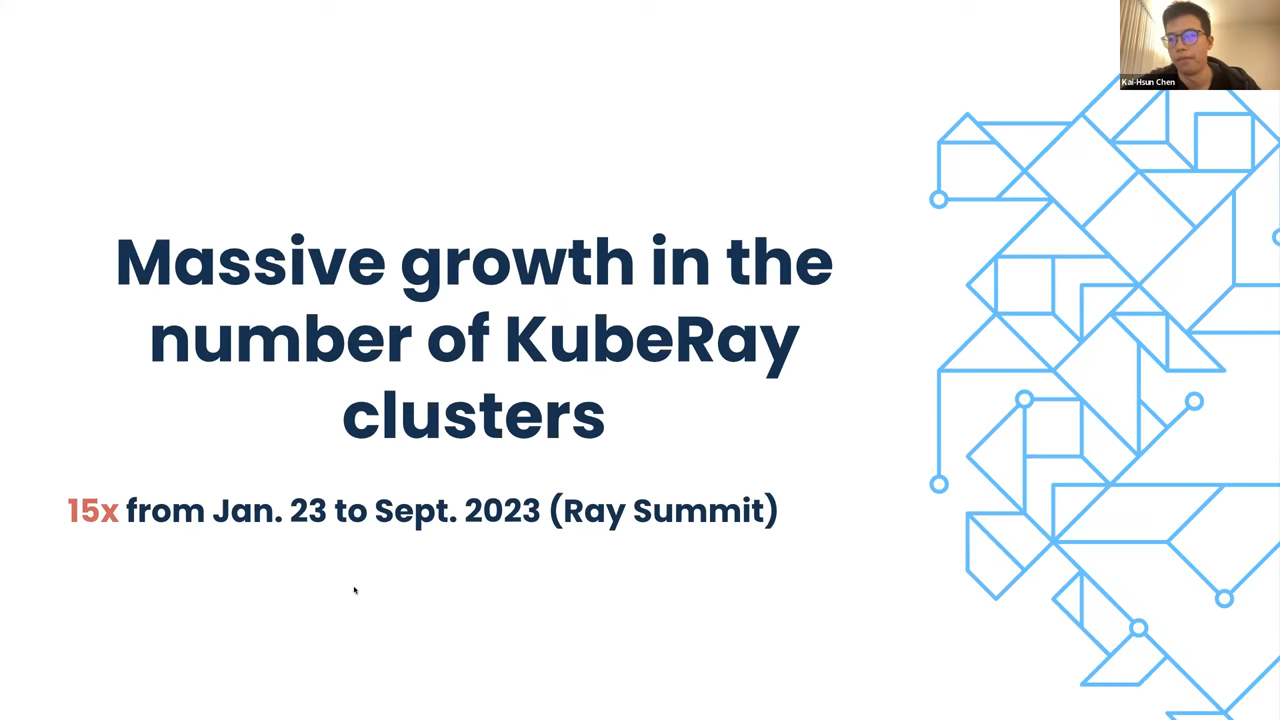 Kai-Hsun Chen
Massive growth in the
number of KubeRay
clusters
15x from Jan. 23 to Sept. 2023 (Ray Summit)